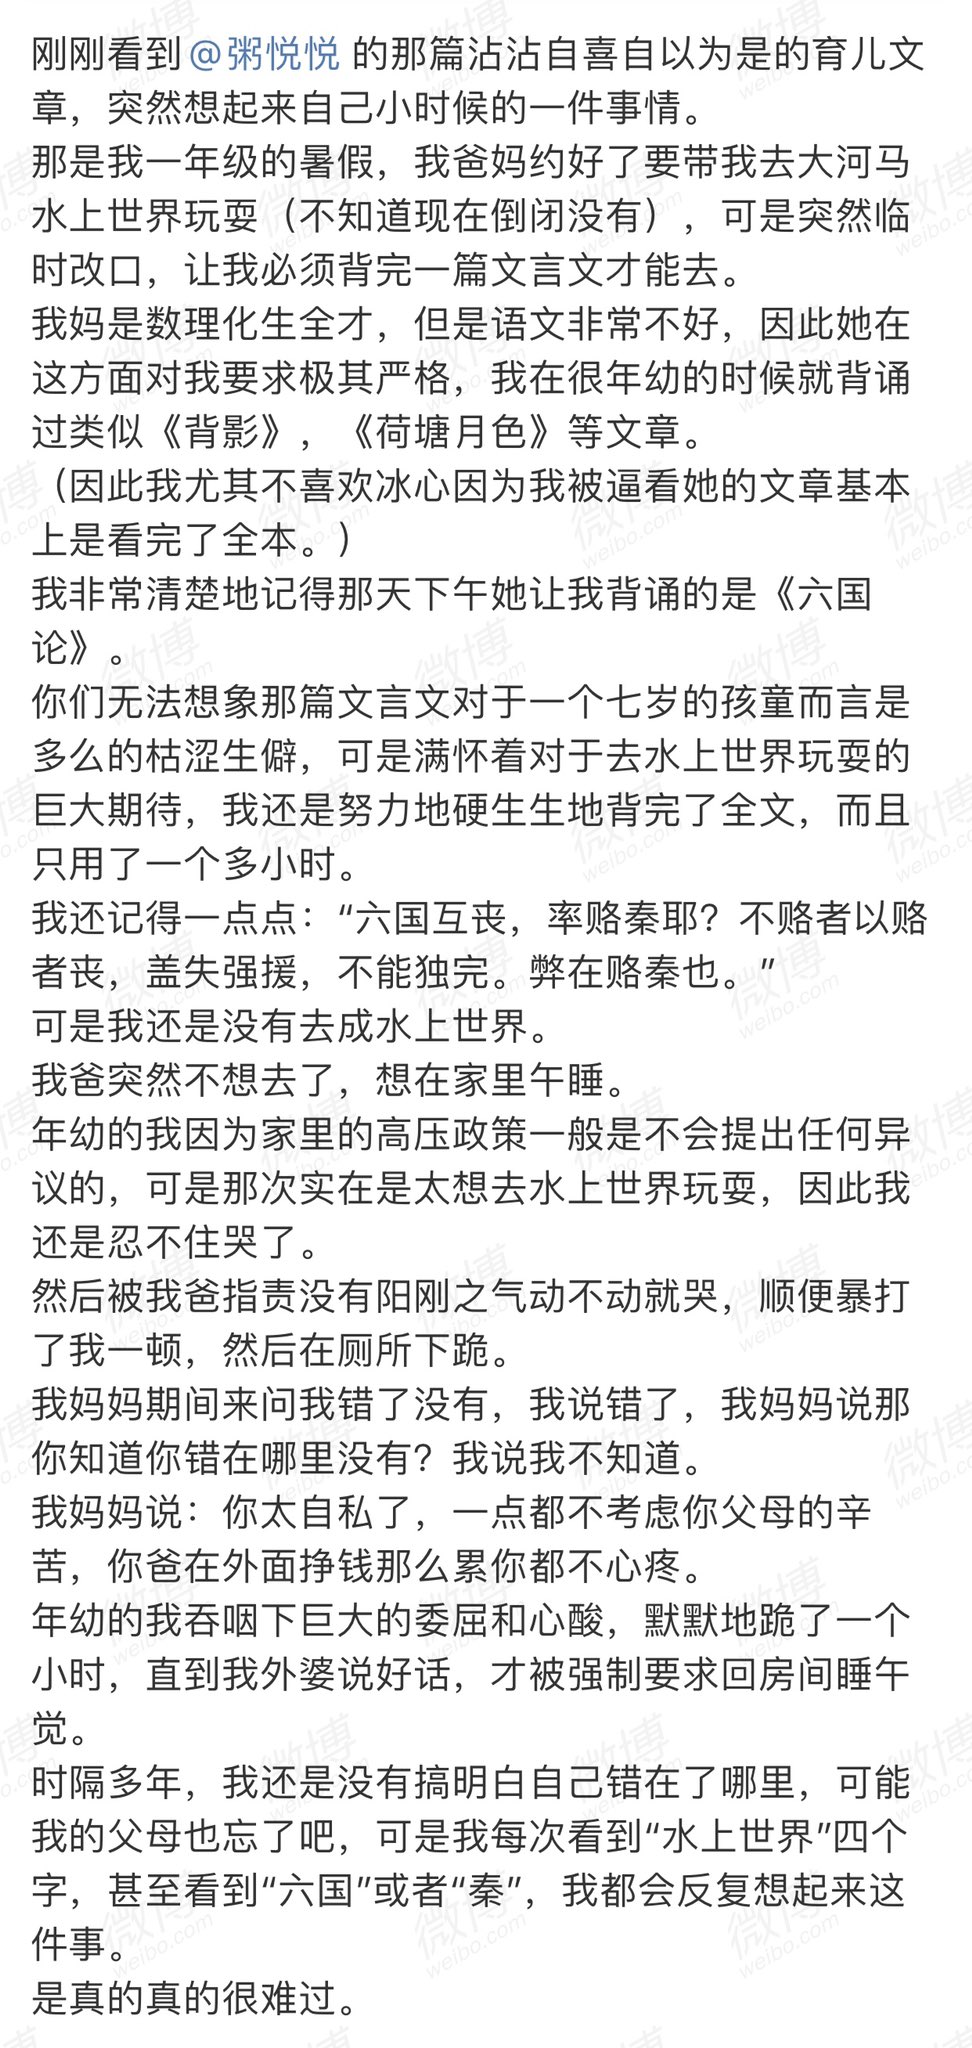 刚刚看到@粥悦悦 的那篇沾沾自喜自以为是的育儿文
章，突然想起来自己小时候的一件事情。
那是我一年级的暑假，我爸妈约好了要带我去大河马
水上世界玩耍（不知道现在倒闭没有），可是突然临
时改口，让我必须背完一篇文言文才能去。
我妈是数理化生全才，但是语文非常不好，因此她在
这方面对我要求极其严格，我在很年幼的时候就背诵
过类似《背影》，《荷塘月色》等文章。
（因此我尤其不喜欢冰心因为我被逼看她的文章基本
上是看完了全本。）
我非常清楚地记得那天下午她让我背诵的是《六国
论》。
你们无法想象那篇文言文对于一个七岁的孩童而言是
多么的枯涩生僻，可是满怀着对于去水上世界玩耍的
巨大期待，我还是努力地硬生生地背完了全文，而且
只用了一个多小时。
我还记得一点点：“六国互丧，率赂秦耶？不赂者以赂
者丧，盖失强援，不能独完。弊在赂秦也。”
可是我还是没有去成水上世界。
我爸突然不想去了，想在家里午睡。
年幼的我因为家里的高压政策一般是不会提出任何异
议的，可是那次实在是太想去水上世界玩耍，因此我
还是忍不住哭了。
然后被我爸指责没有阳刚之气动不动就哭，顺便暴打
了我一顿，然后在厕所下跪。
我妈妈期间来问我错了没有，我说错了，我妈妈说那
你知道你错在哪里没有？我说我不知道。
我妈妈说：你太自私了，一点都不考虑你父母的辛
苦，你爸在外面挣钱那么累你都不心疼。
年幼的我吞咽下巨大的委屈和心酸，默默地跪了一个
小时，直到我外婆说好话，才被强制要求回房间睡午
觉。
时隔多年，我还是没有搞明白自己错在了哪里，可能
我的父母也忘了吧，可是我每次看到“水上世界”四个
字，甚至看到“六国”或者“秦”，我都会反复想起来这
件事。
是真的真的很难过。